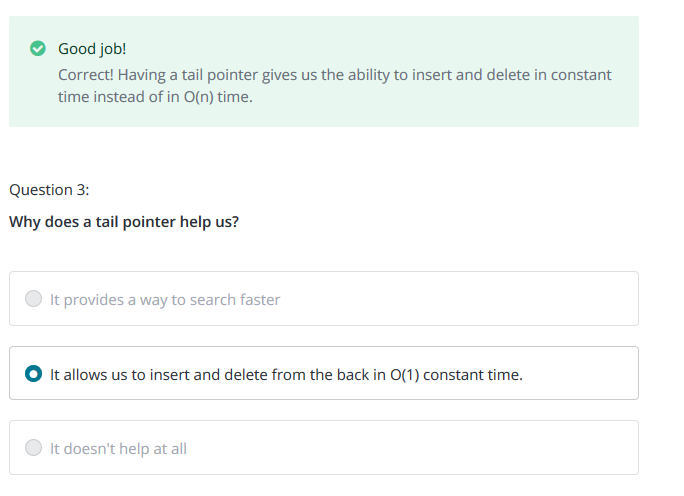 Good job!
Correct! Having a tail pointer gives us the ability to insert and delete in constant
time instead of in O(n) time.
Question 3:
Why does a tail pointer help us?
It provides a way to search faster
It allows us to insert and delete from the back in O(1) constant time.
It doesn't help at all